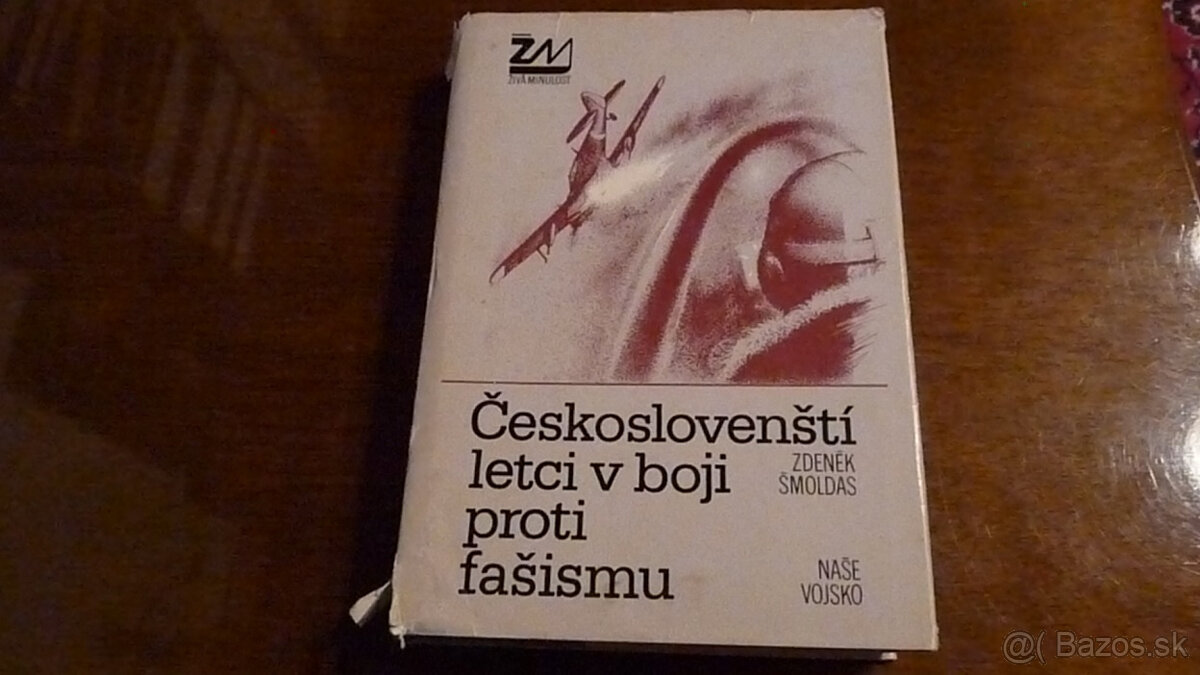 ŽM
ŽIVÁ MINULOST
Českoslovenští
letci v boji
proti
fašismu
ZDENĚK
ŠMOLDAS
NAŠE
VOJSKO
@( Bazos.sk